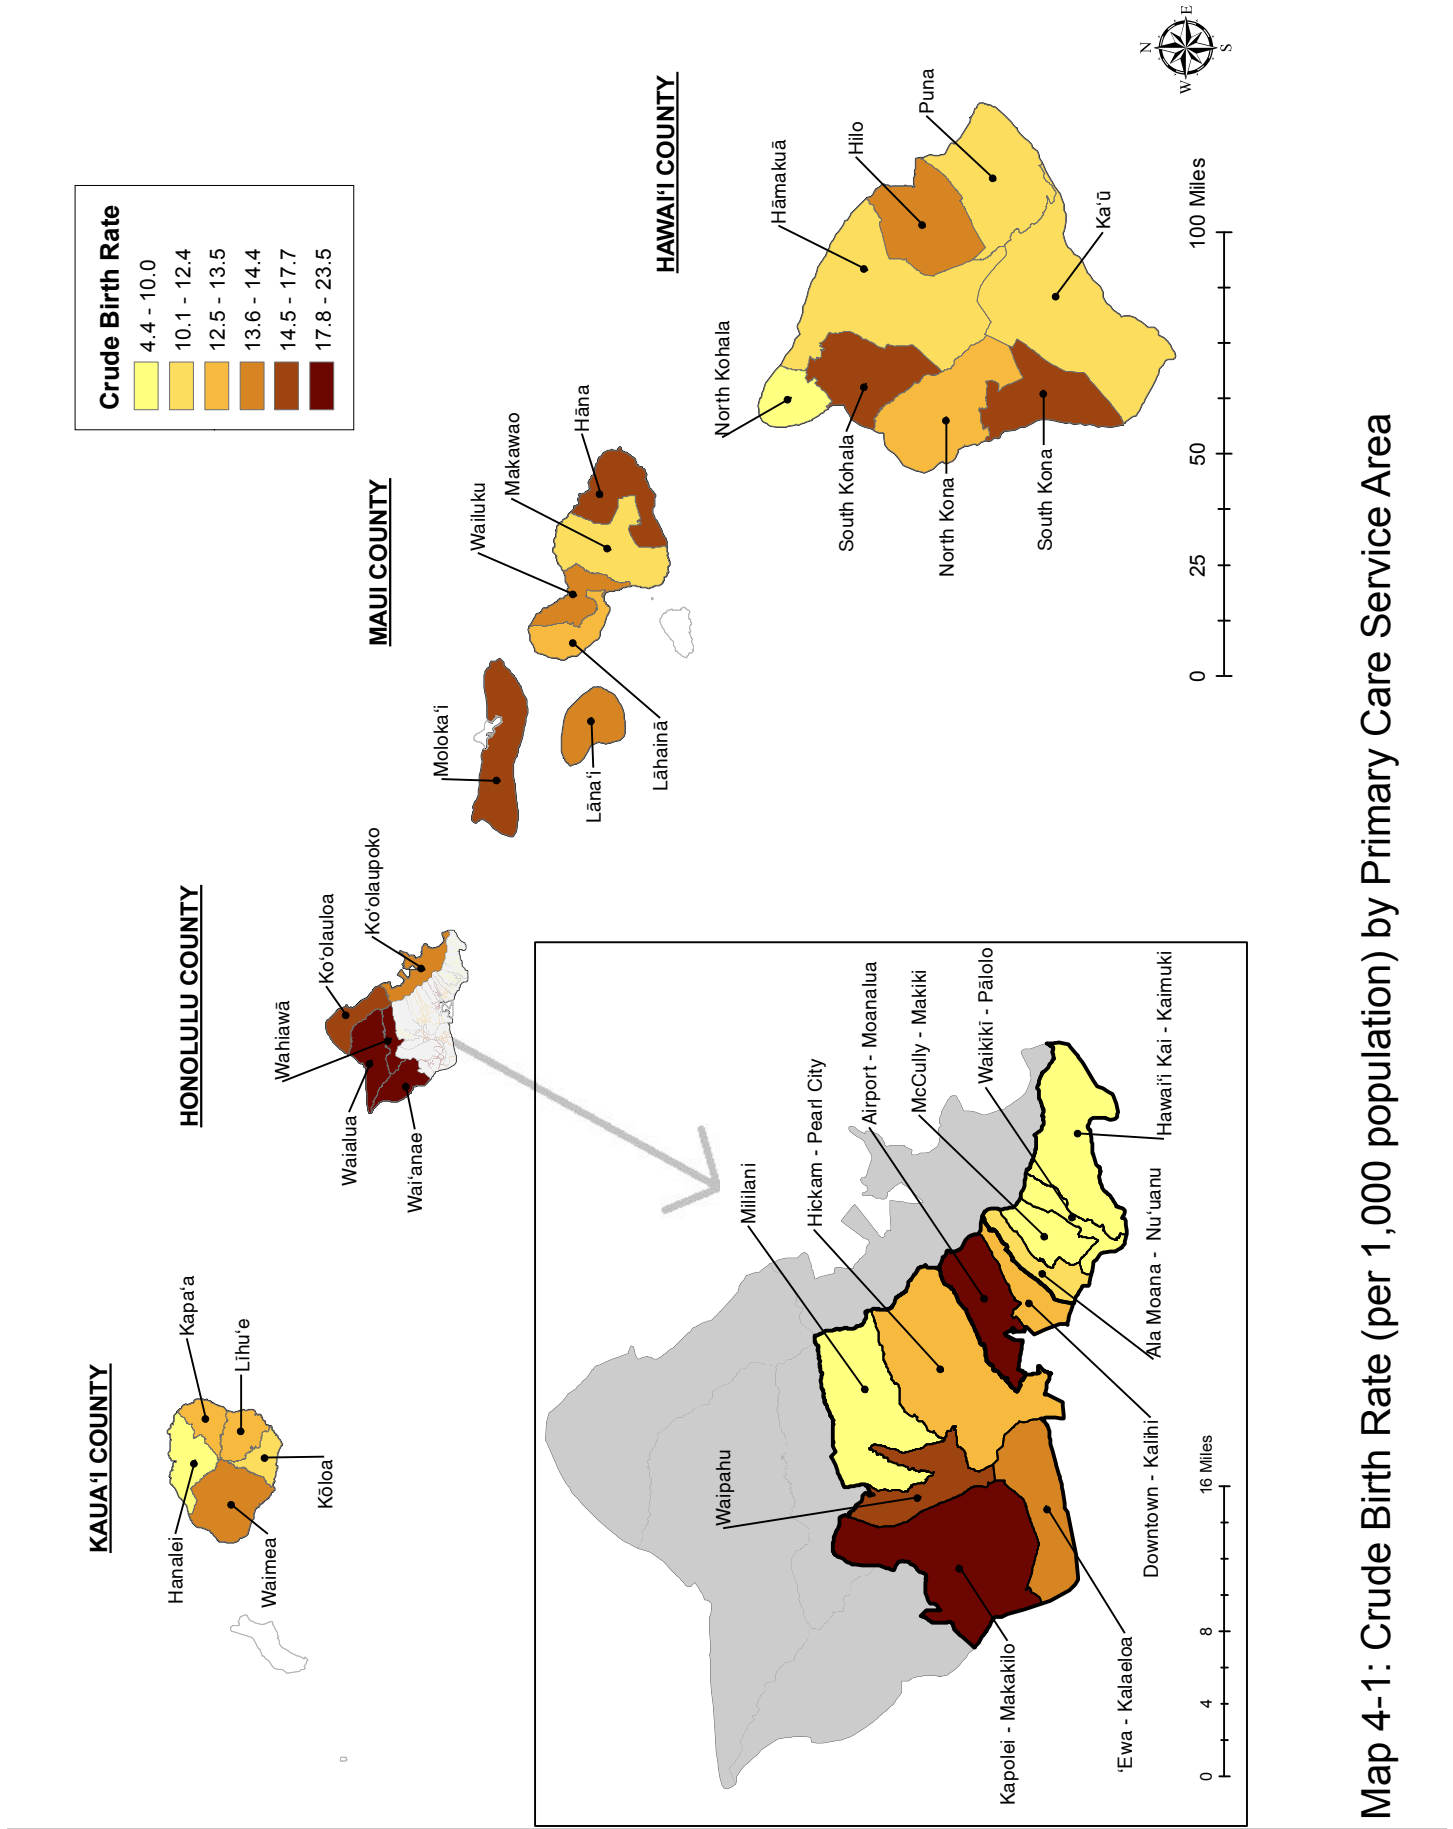 Map 4-1: Crude Birth Rate (per 1,000 population) by Primary Care Service Area
KAUAʻI COUNTY
Hanalei
Kapaʻa
Līhuʻe
Waimea
Kōloa
HONOLULU COUNTY
Wahiawā
Koʻolauloa
Koʻolaupoko
Waialua
Waiʻanae
MAUI COUNTY
Molokaʻi
Wailuku
Makawao
Hāna
Lānaʻi
Lāhainā
HAWAIʻI COUNTY
North Kohala
Hāmakuā
Hilo
Puna
South Kohala
North Kona
South Kona
Kaʻū
Crude Birth Rate
4.4 - 10.0
10.1 - 12.4
12.5 - 13.5
13.6 - 14.4
14.5 - 17.7
17.8 - 23.5
N
W
E
S
0
25
50
100 Miles
Waipahu
Mililani
Hickam - Pearl City
Airport - Moanalua
McCully - Makiki
Waikiki - Pālolo
Kapolei - Makakilo
ʻEwa - Kalaeloa
Downtown - Kalihi
Ala Moana - Nuʻuanu
Hawaiʻi Kai - Kaimuki
0
4
8
16 Miles